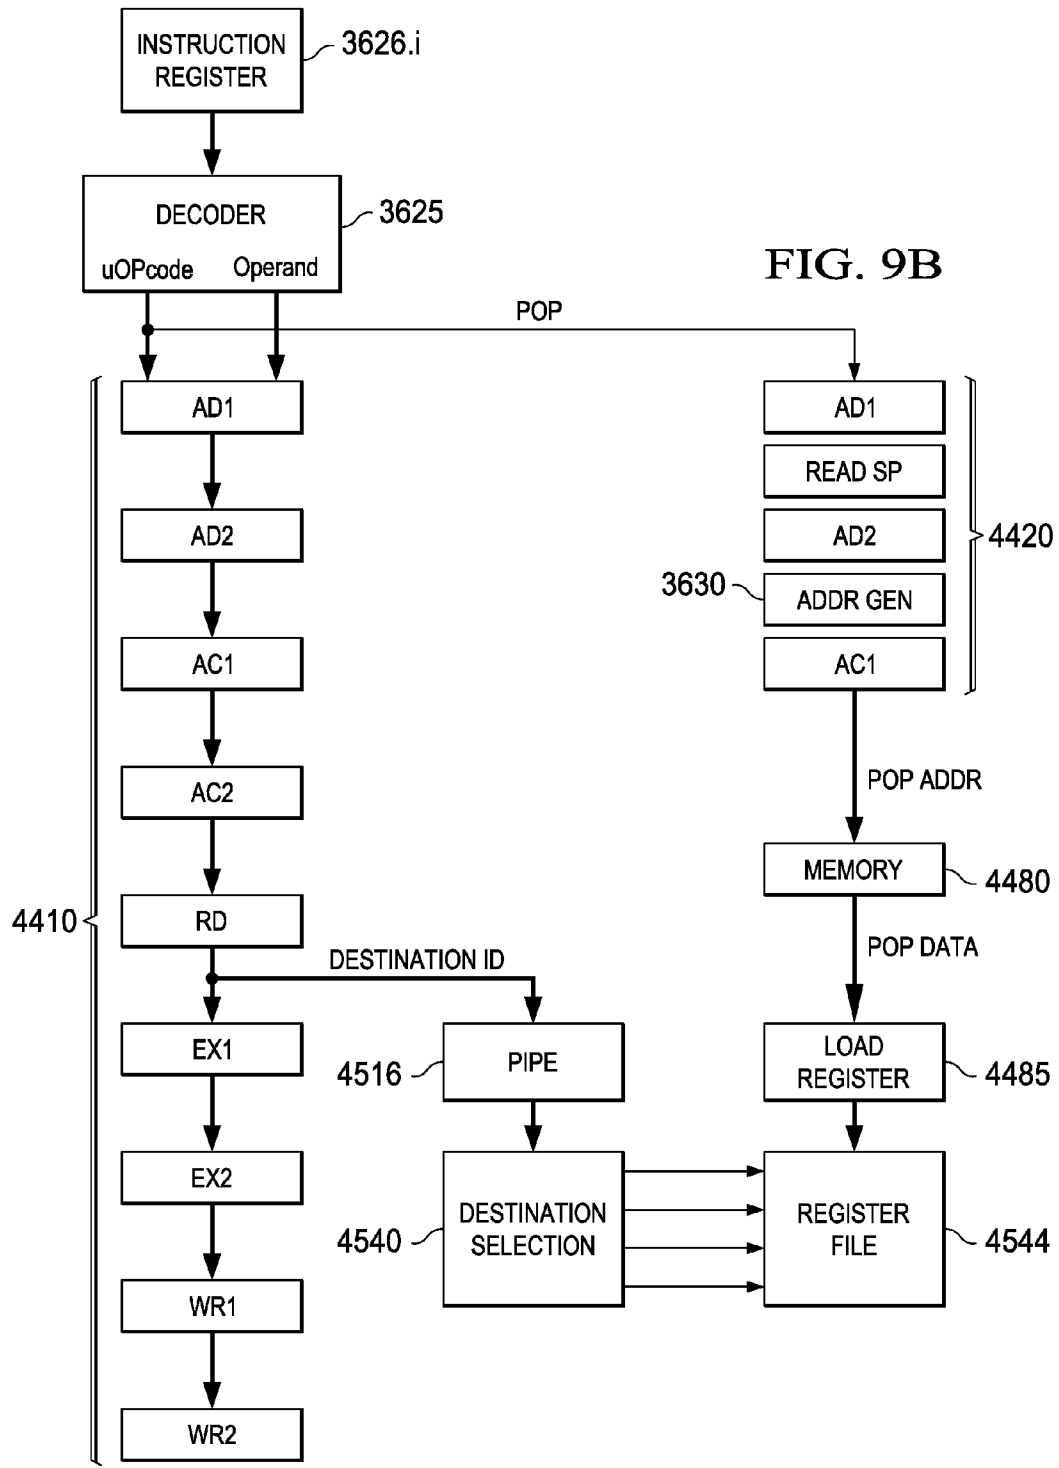 INSTRUCTION
REGISTER
3626.i
DECODER
3625
uOPcode
Operand
FIG. 9B
POP
AD1
AD1
READ SP
AD2
AD2
4420
3630
ADDR GEN
AC1
AC1
POP ADDR
AC2
MEMORY
4480
4410
RD
POP DATA
DESTINATION ID
EX1
4516
PIPE
LOAD
REGISTER
4485
EX2
4540
DESTINATION
SELECTION
REGISTER
FILE
4544
WR1
WR2